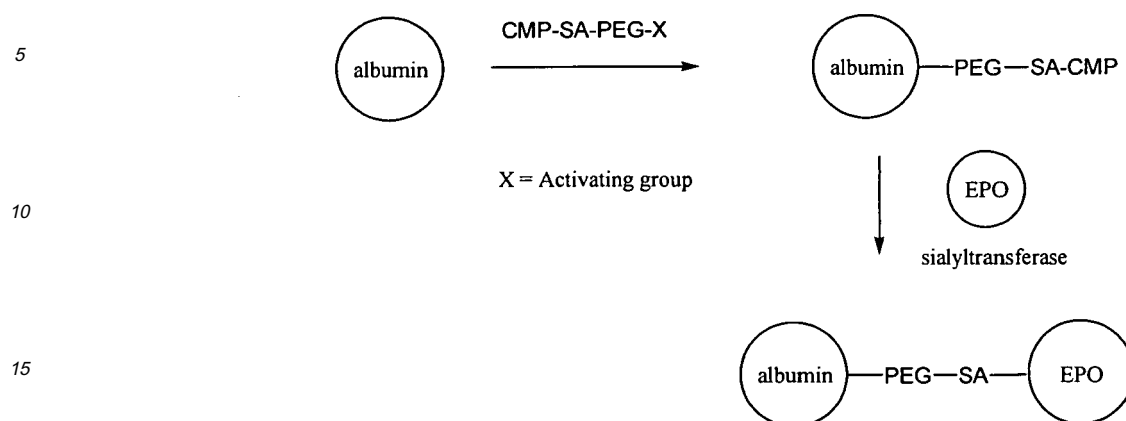 CMP-SA-PEG-X
5
albumin
albumin—PEG—SA-CMP
X = Activating group
EPO
10
sialyltransferase
15
albumin—PEG—SA—EPO